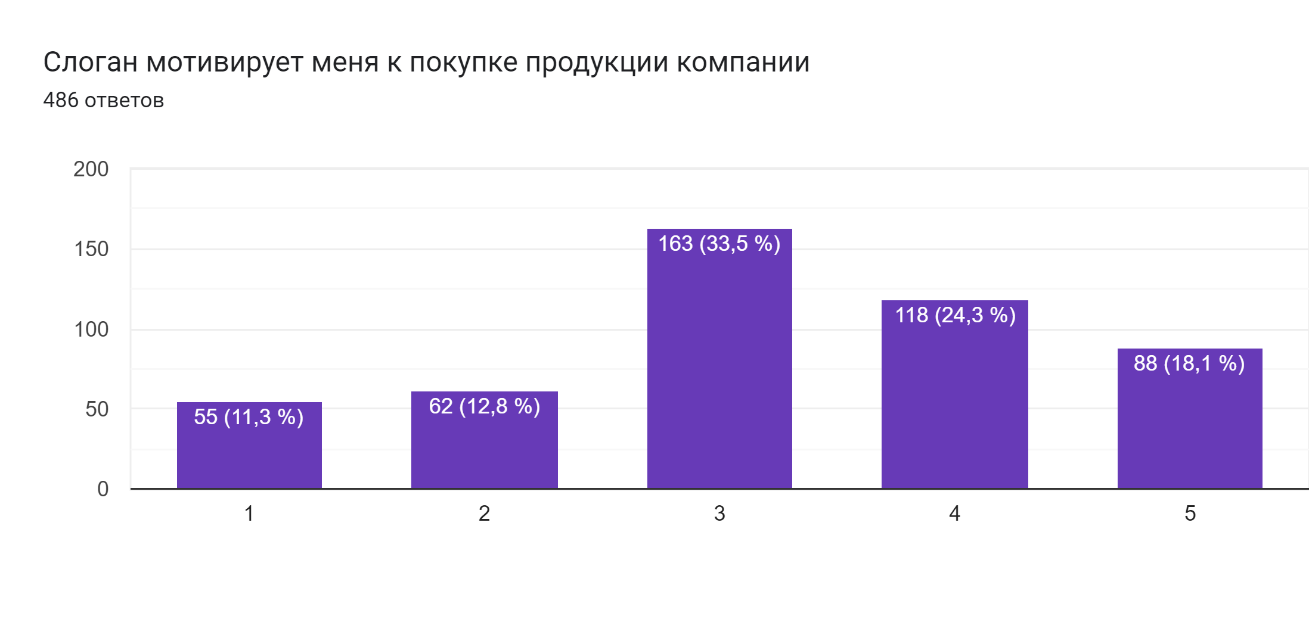 Слоган мотивирует меня к покупке продукции компании
486 ответов
200
150
100
50
0
55 (11,3 %)
62 (12,8 %)
163 (33,5 %)
118 (24,3 %)
88 (18,1 %)
1
2
3
4
5